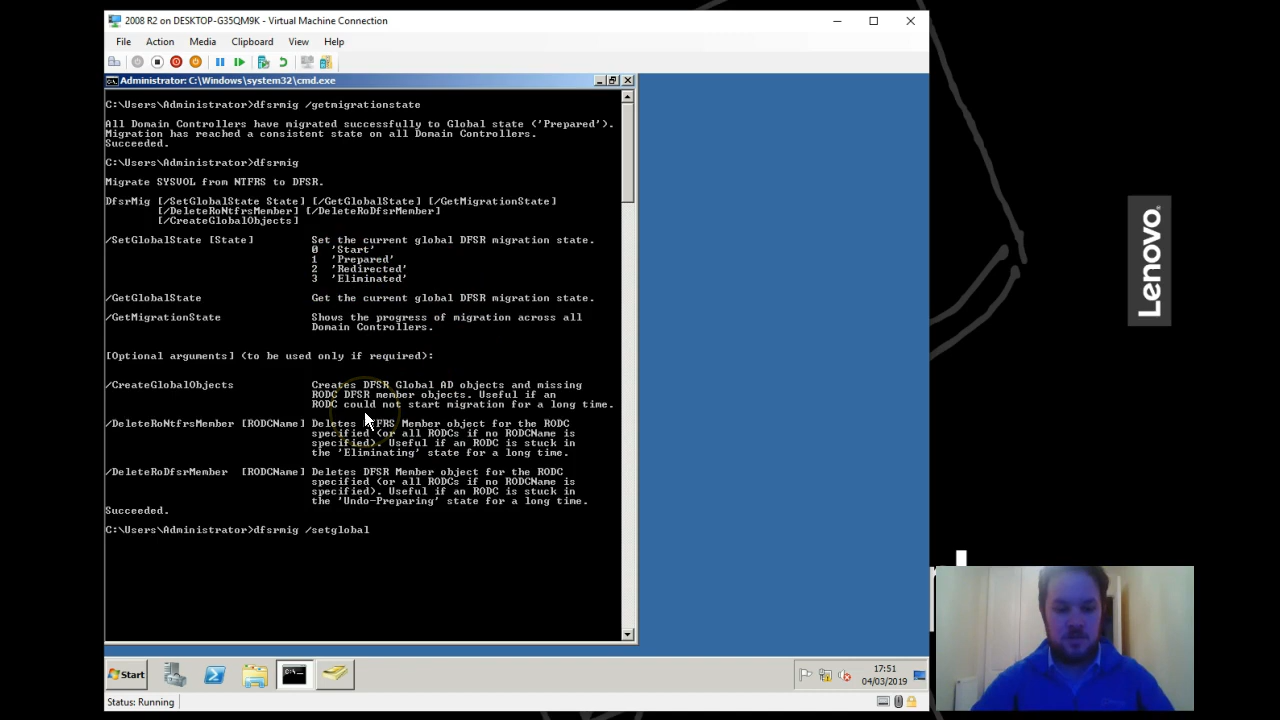 2008 R2 on DESKTOP-G35QM9K - Virtual Machine Connection
File Action Media Clipboard View Help
Administrator: C:\Windows\system32\cmd.exe
C:\Users\Administrator>dfsrmig /getmigrationstate
All Domain Controllers have migrated successfully to Global state ('Prepared').
Migration has reached a consistent state on all Domain Controllers.
Succeeded.
C:\Users\Administrator>dfsrmig
Migrate SYSVOL from NTFRS to DFSR.
DfsrMig [/SetGlobalState State] [/GetGlobalState] [/GetMigrationState]
[/DeleteRoNtfrsMember] [/DeleteRoDfsrMember]
[/CreateGlobalObjects]
/SetGlobalState [State] Set the current global DFSR migration state.
0 'Start'
1 'Prepared'
2 'Redirected'
3 'Eliminated'
/GetGlobalState Get the current global DFSR migration state.
/GetMigrationState Shows the progress of migration across all
Domain Controllers.
[Optional arguments] (to be used only if required):
/CreateGlobalObjects Creates DFSR Global AD objects and missing
RODC DFSR member objects. Useful if an
RODC could not start migration for a long time.
/DeleteRoNtfrsMember [RODCName] Deletes NTFRS Member object for the RODC
specified (or all RODCs if no RODCName is
specified). Useful if an RODC is stuck in
the 'Eliminating' state for a long time.
/DeleteRoDfsrMember [RODCName] Deletes DFSR Member object for the RODC
specified (or all RODCs if no RODCName is
specified). Useful if an RODC is stuck in
the 'Undo-Preparing' state for a long time.
Succeeded.
C:\Users\Administrator>dfsrmig /setglobal
Start
17:51
04/03/2019
Status: Running
Lenovo